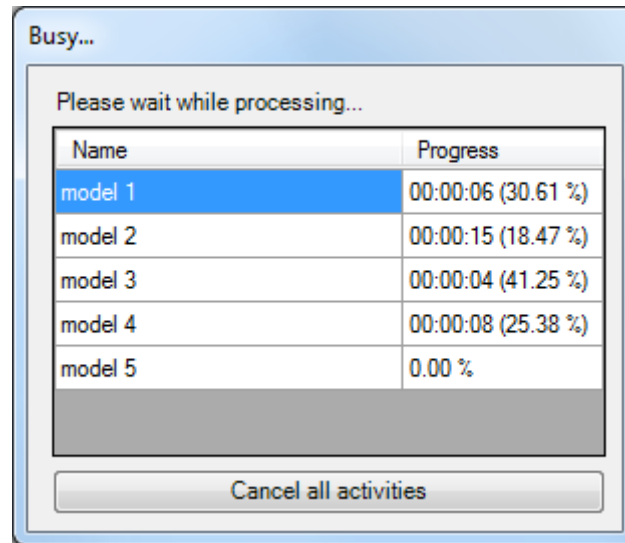 Busy...
Please wait while processing...
Name Progress
model 1 00:00:06 (30.61 %)
model 2 00:00:15 (18.47 %)
model 3 00:00:04 (41.25 %)
model 4 00:00:08 (25.38 %)
model 5 0.00 %
Cancel all activities